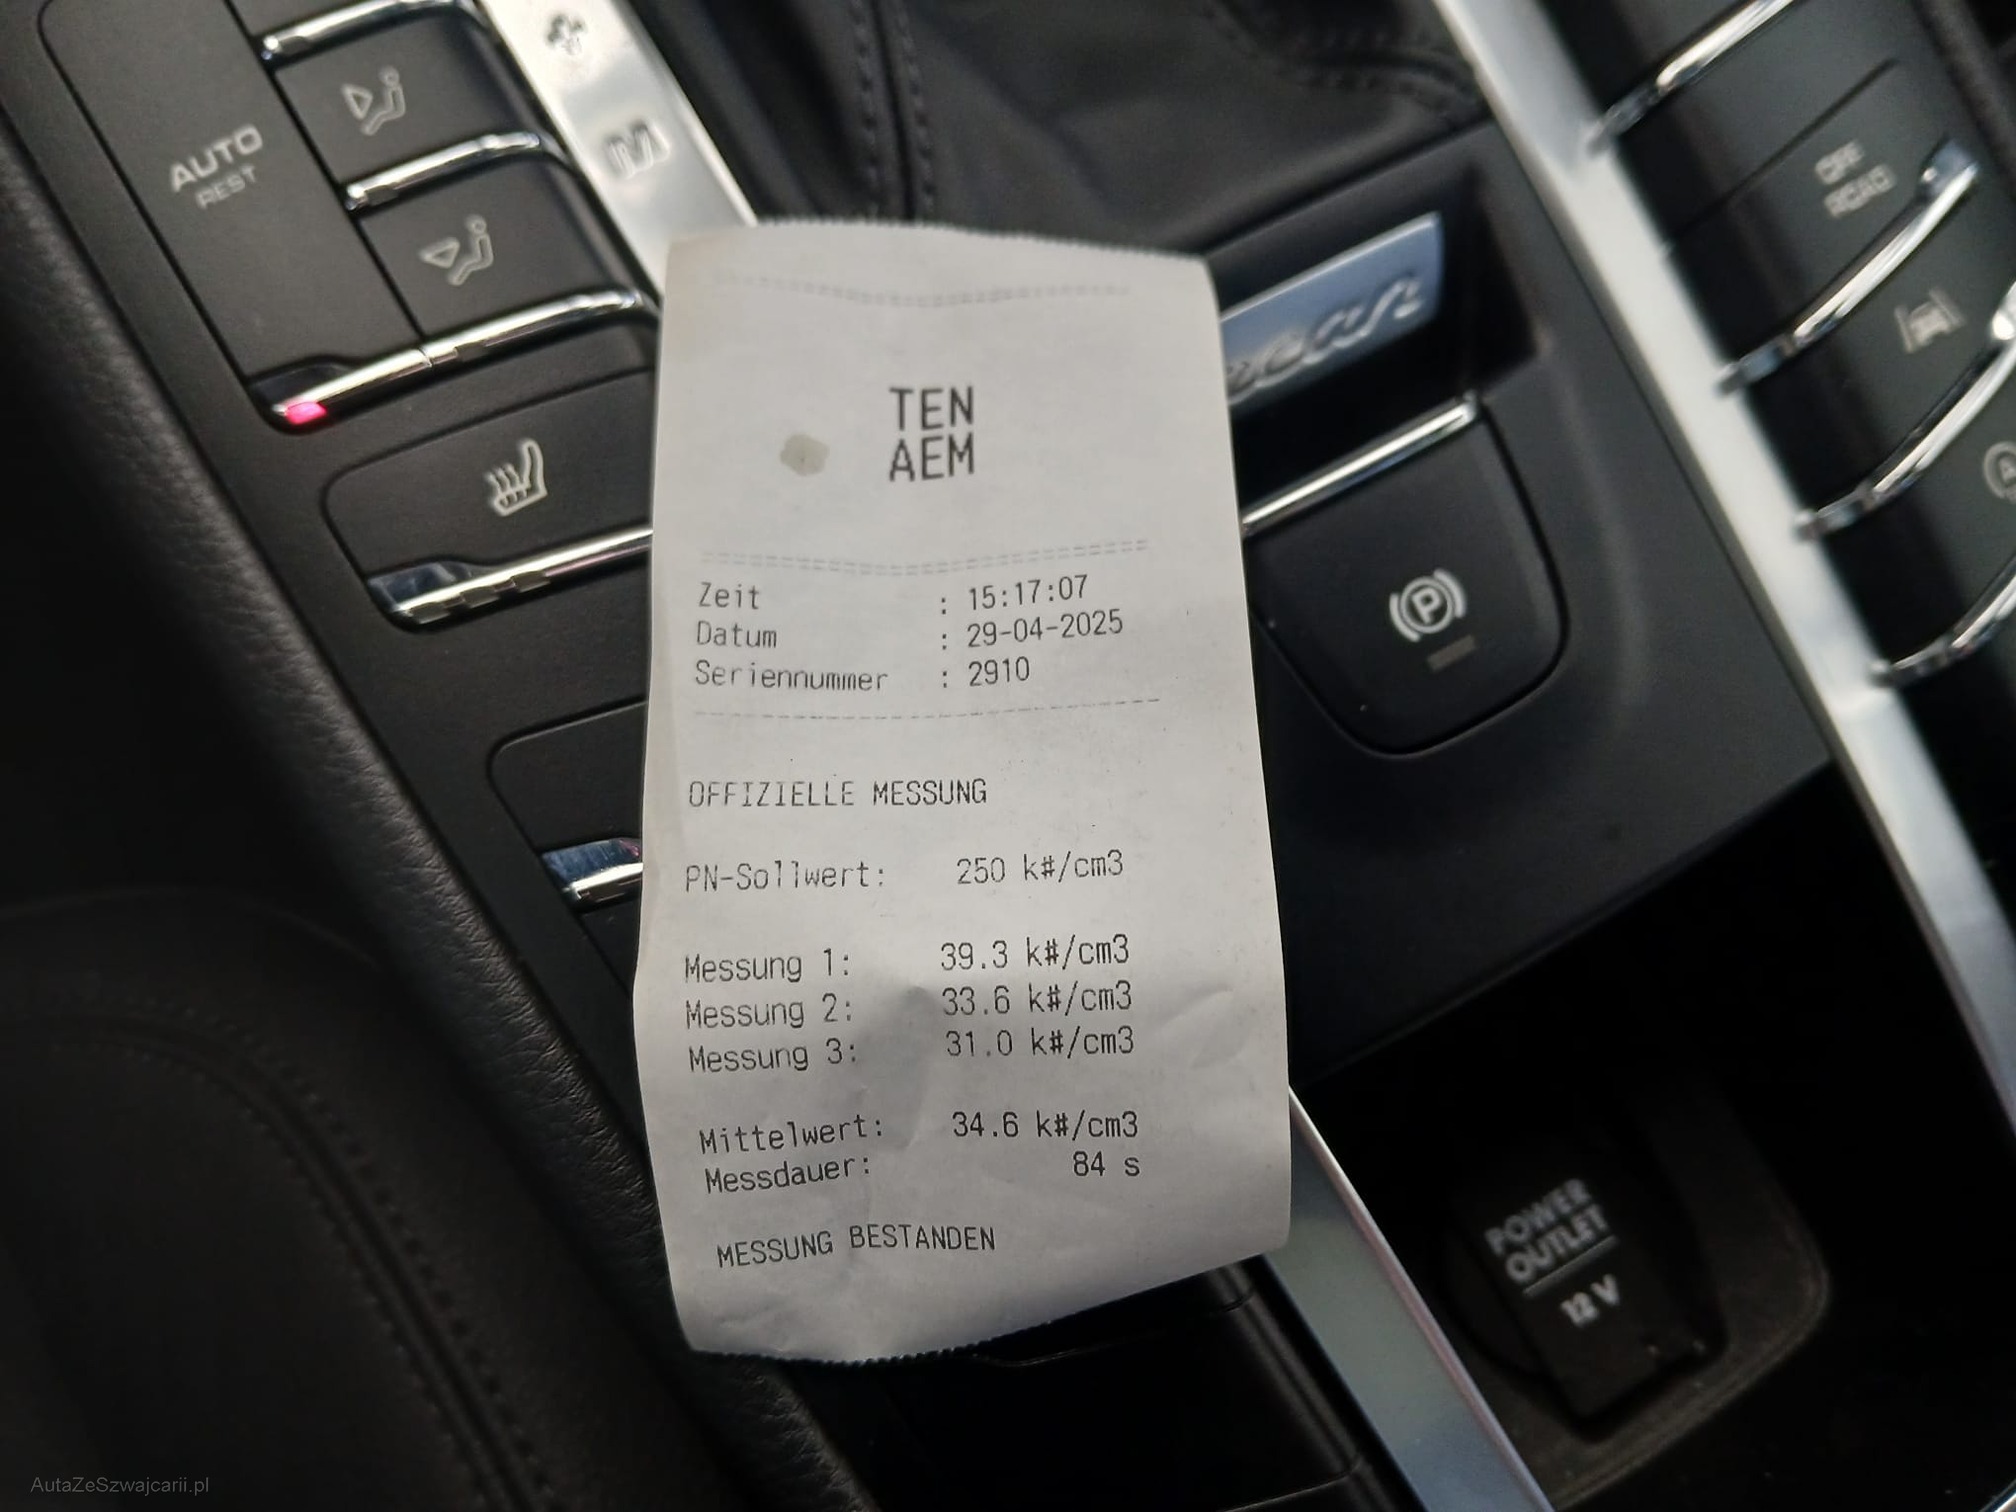 AUTO
REST
M
OFF
ROAD
TEN
AEM
Zeit : 15:17:07
Datum : 29-04-2025
Seriennummer : 2910
OFFIZIELLE MESSUNG
PN-Sollwert: 250 k#/cm3
Messung 1: 39.3 k#/cm3
Messung 2: 33.6 k#/cm3
Messung 3: 31.0 k#/cm3
Mittelwert: 34.6 k#/cm3
Messdauer: 84 s
MESSUNG BESTANDEN
P
POWER
OUTLET
12 V
AutaZeSzwajcarii.pl